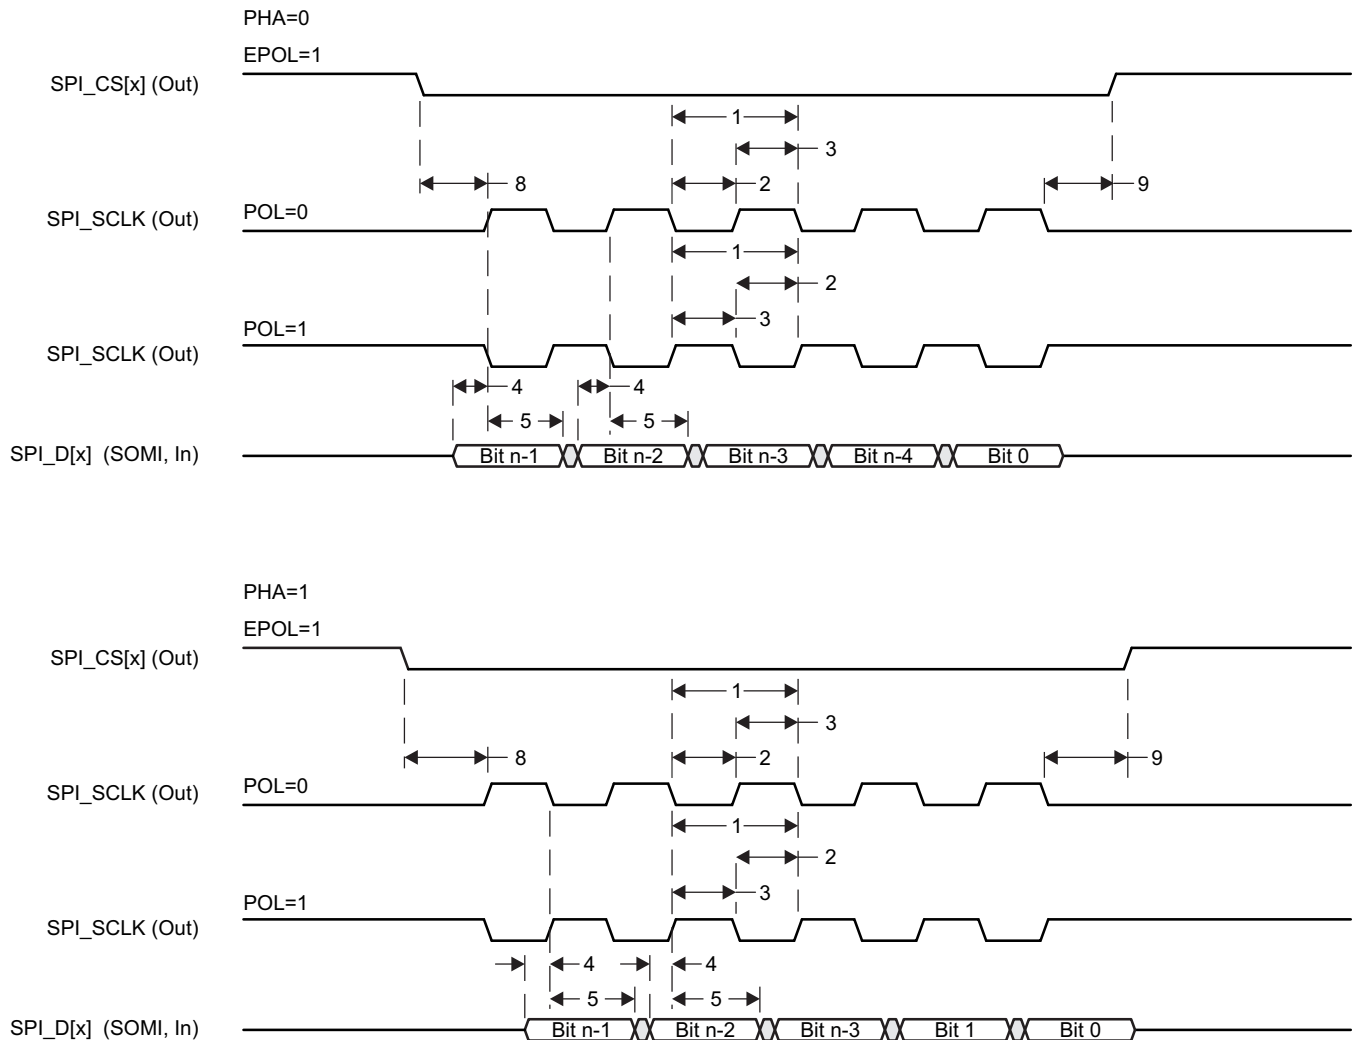 PHA=0
EPOL=1
SPI_CS[x] (Out)
1
3
8 2 9
SPI_SCLK (Out) POL=0
1
2
3
POL=1
SPI_SCLK (Out)
4 4
5 5
SPI_D[x] (SOMI, In) Bit n-1 Bit n-2 Bit n-3 Bit n-4 Bit 0
PHA=1
EPOL=1
SPI_CS[x] (Out)
1
3
8 2 9
SPI_SCLK (Out) POL=0
1
2
3
POL=1
SPI_SCLK (Out)
4 4
5 5
SPI_D[x] (SOMI, In) Bit n-1 Bit n-2 Bit n-3 Bit 1 Bit 0